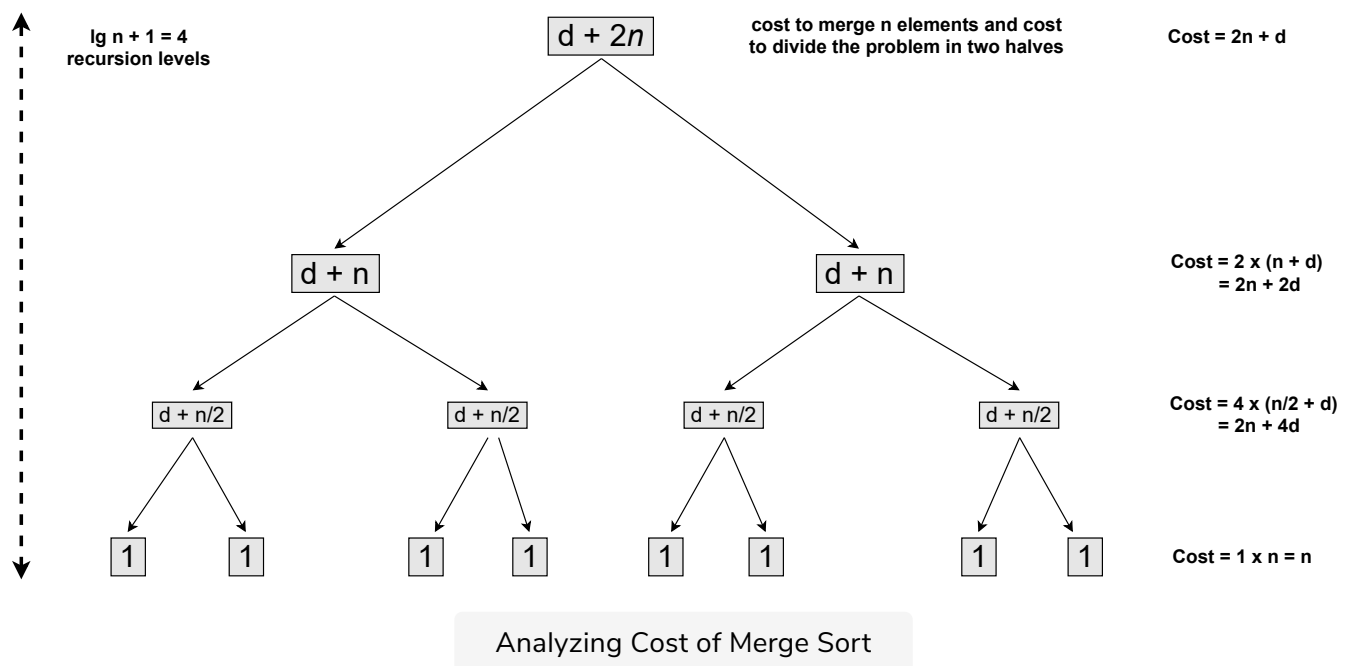 lg n + 1 = 4
recursion levels
d + 2n
cost to merge n elements and cost
to divide the problem in two halves
Cost = 2n + d
d + n
d + n
Cost = 2 x (n + d)
= 2n + 2d
d + n/2
d + n/2
d + n/2
d + n/2
Cost = 4 x (n/2 + d)
= 2n + 4d
1
1
1
1
1
1
1
1
Cost = 1 x n = n
Analyzing Cost of Merge Sort